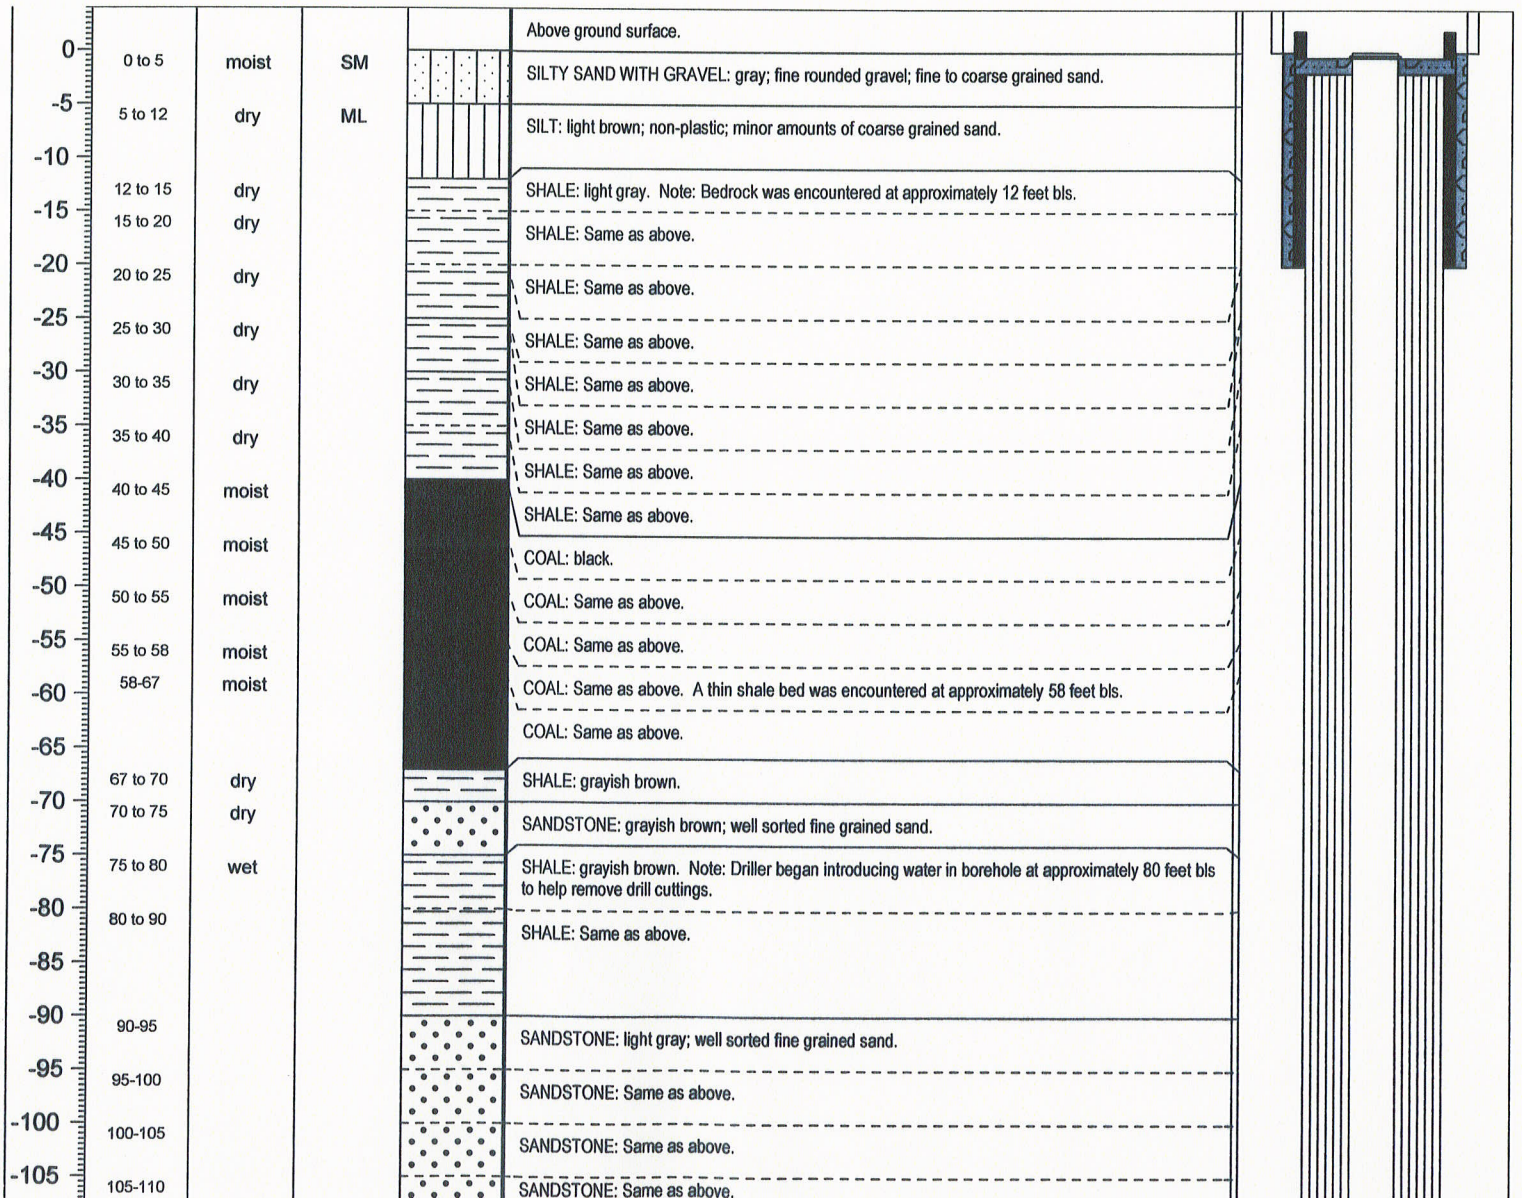 Above ground surface.
0
0 to 5 moist SM SILTY SAND WITH GRAVEL: gray; fine rounded gravel; fine to coarse grained sand.
-5
5 to 12 dry ML SILT: light brown; non-plastic; minor amounts of coarse grained sand.
-10
12 to 15 dry SHALE: light gray. Note: Bedrock was encountered at approximately 12 feet bls.
-15
15 to 20 dry SHALE: Same as above.
-20
20 to 25 dry SHALE: Same as above.
-25
25 to 30 dry SHALE: Same as above.
-30
30 to 35 dry SHALE: Same as above.
-35
35 to 40 dry SHALE: Same as above.
SHALE: Same as above.
-40
40 to 45 moist SHALE: Same as above.
-45
45 to 50 moist COAL: black.
-50
50 to 55 moist COAL: Same as above.
-55
55 to 58 moist COAL: Same as above.
58-67 moist COAL: Same as above. A thin shale bed was encountered at approximately 58 feet bls.
-60
COAL: Same as above.
-65
67 to 70 dry SHALE: grayish brown.
-70
70 to 75 dry SANDSTONE: grayish brown; well sorted fine grained sand.
-75
75 to 80 wet SHALE: grayish brown. Note: Driller began introducing water in borehole at approximately 80 feet bls
to help remove drill cuttings.
-80
80 to 90 SHALE: Same as above.
-85
-90
90-95 SANDSTONE: light gray; well sorted fine grained sand.
-95
95-100 SANDSTONE: Same as above.
-100
100-105 SANDSTONE: Same as above.
-105
105-110 SANDSTONE: Same as above.